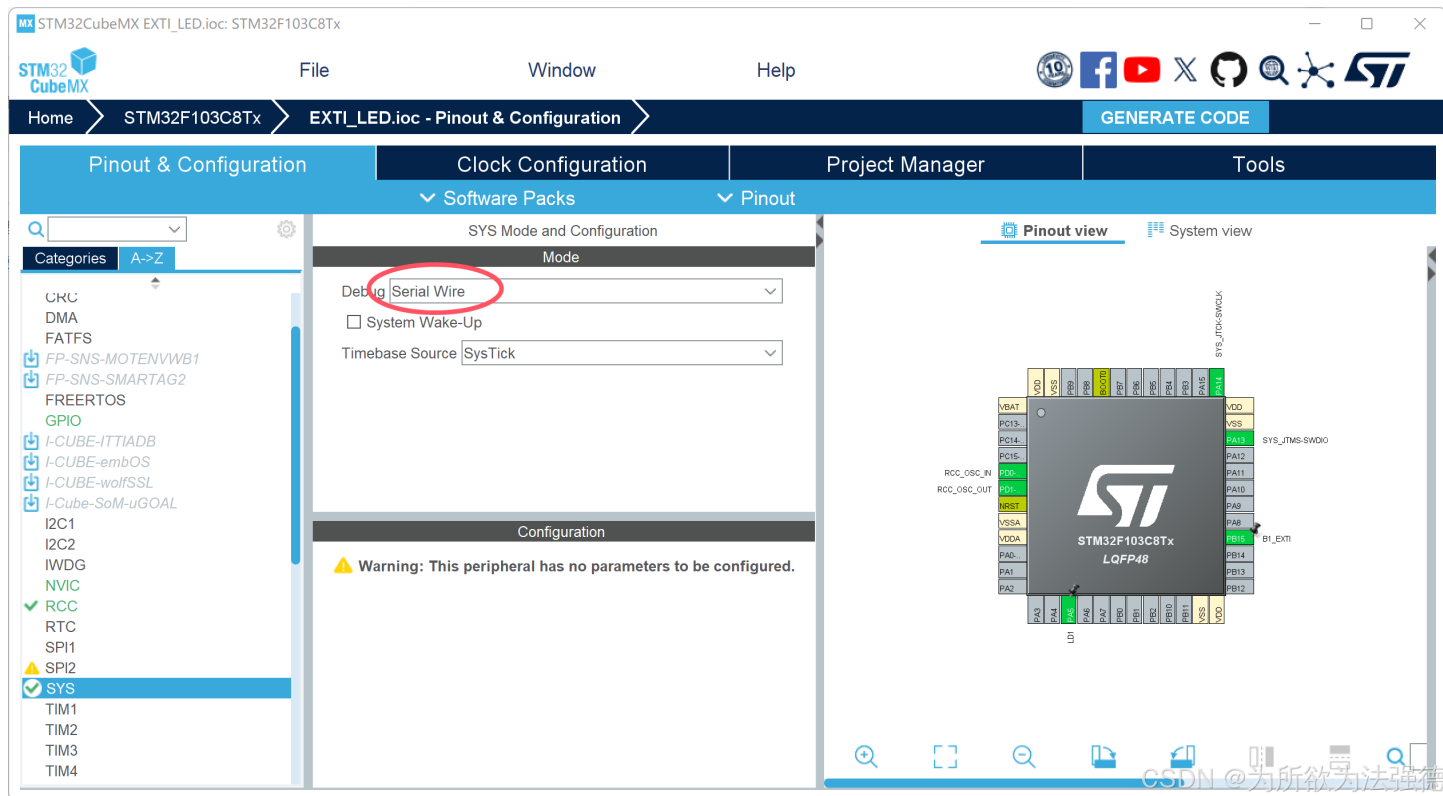 MX STM32CubeMX EXTI_LED.ioc: STM32F103C8Tx
STM32
CubeMX
File
Window
Help
10
Home
STM32F103C8Tx
EXTI_LED.ioc - Pinout & Configuration
GENERATE CODE
Pinout & Configuration
Clock Configuration
Project Manager
Tools
Software Packs
Pinout
Categories
A->Z
CRC
DMA
FATFS
FP-SNS-MOTENVWB1
FP-SNS-SMARTAG2
FREERTOS
GPIO
I-CUBE-ITTIADB
I-CUBE-embOS
I-CUBE-wolfSSL
I-Cube-SoM-uGOAL
I2C1
I2C2
IWDG
NVIC
RCC
RTC
SPI1
SPI2
SYS
TIM1
TIM2
TIM3
TIM4
SYS Mode and Configuration
Mode
Debug Serial Wire
System Wake-Up
Timebase Source SysTick
Configuration
Warning: This peripheral has no parameters to be configured.
Pinout view
System view
SYS_JTCK-SWCLK
VDD
VSS
PB9
PB8
BOOT0
PB7
PB6
PB5
PB4
PB3
PA15
PA14
VBAT
PC13-..
PC14-..
PC15-..
RCC_OSC_IN PD0-..
RCC_OSC_OUT PD1-
NRST
VSSA
VDDA
PA0-..
PA1
PA2
VDD
VSS
PA13 SYS_JTMS-SWDIO
PA12
PA11
PA10
PA9
PA8
PB15 B1_EXTI
PB14
PB13
PB12
ST
STM32F103C8Tx
LQFP48
PA3
PA4
PA5
PA6
PA7
PB0
PB1
PB2
PB10
PB11
VSS
VDD
LD1
CSDN @为所欲为法强德